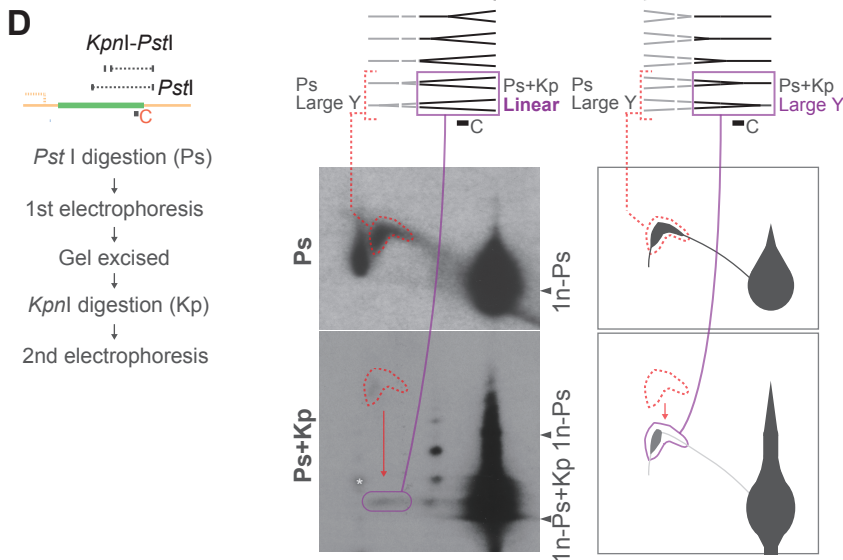 D
KpnI-PstI
PstI
C
Pst I digestion (Ps)
1st electrophoresis
Gel excised
KpnI digestion (Kp)
2nd electrophoresis
Ps
Large Y
Ps+Kp
Linear
C
Ps
Large Y
Ps+Kp
Large Y
C
Ps
1n-Ps
Ps+Kp
*
1n-Ps
1n-Ps+Kp